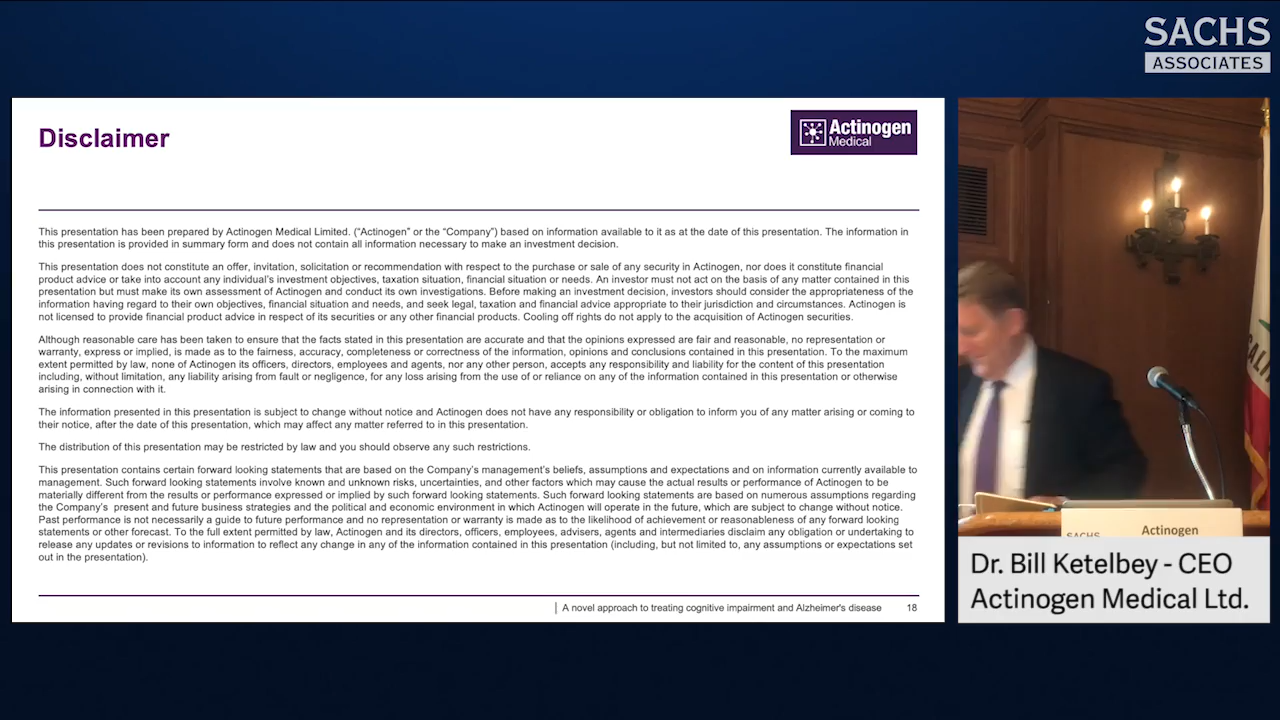 SACHS
ASSOCIATES
Disclaimer
Actinogen
Medical
This presentation has been prepared by Actinogen Medical Limited. (“Actinogen” or the “Company”) based on information available to it as at the date of this presentation. The information in
this presentation is provided in summary form and does not contain all information necessary to make an investment decision.
This presentation does not constitute an offer, invitation, solicitation or recommendation with respect to the purchase or sale of any security in Actinogen, nor does it constitute financial
product advice or take into account any individual’s investment objectives, taxation situation, financial situation or needs. An investor must not act on the basis of any matter contained in this
presentation but must make its own assessment of Actinogen and conduct its own investigations. Before making an investment decision, investors should consider the appropriateness of the
information having regard to their own objectives, financial situation and needs, and seek legal, taxation and financial advice appropriate to their jurisdiction and circumstances. Actinogen is
not licensed to provide financial product advice in respect of its securities or any other financial products. Cooling off rights do not apply to the acquisition of Actinogen securities.
Although reasonable care has been taken to ensure that the facts stated in this presentation are accurate and that the opinions expressed are fair and reasonable, no representation or
warranty, express or implied, is made as to the fairness, accuracy, completeness or correctness of the information, opinions and conclusions contained in this presentation. To the maximum
extent permitted by law, none of Actinogen its officers, directors, employees and agents, nor any other person, accepts any responsibility and liability for the content of this presentation
including, without limitation, any liability arising from fault or negligence, for any loss arising from the use of or reliance on any of the information contained in this presentation or otherwise
arising in connection with it.
The information presented in this presentation is subject to change without notice and Actinogen does not have any responsibility or obligation to inform you of any matter arising or coming to
their notice, after the date of this presentation, which may affect any matter referred to in this presentation.
The distribution of this presentation may be restricted by law and you should observe any such restrictions.
This presentation contains certain forward looking statements that are based on the Company’s management’s beliefs, assumptions and expectations and on information currently available to
management. Such forward looking statements involve known and unknown risks, uncertainties, and other factors which may cause the actual results or performance of Actinogen to be
materially different from the results or performance expressed or implied by such forward looking statements. Such forward looking statements are based on numerous assumptions regarding
the Company’s present and future business strategies and the political and economic environment in which Actinogen will operate in the future, which are subject to change without notice.
Past performance is not necessarily a guide to future performance and no representation or warranty is made as to the likelihood of achievement or reasonableness of any forward looking
statements or other forecast. To the full extent permitted by law, Actinogen and its directors, officers, employees, advisers, agents and intermediaries disclaim any obligation or undertaking to
release any updates or revisions to information to reflect any change in any of the information contained in this presentation (including, but not limited to, any assumptions or expectations set
out in the presentation).
A novel approach to treating cognitive impairment and Alzheimer's disease 18
Actinogen
SACHS
Dr. Bill Ketelbey - CEO
Actinogen Medical Ltd.